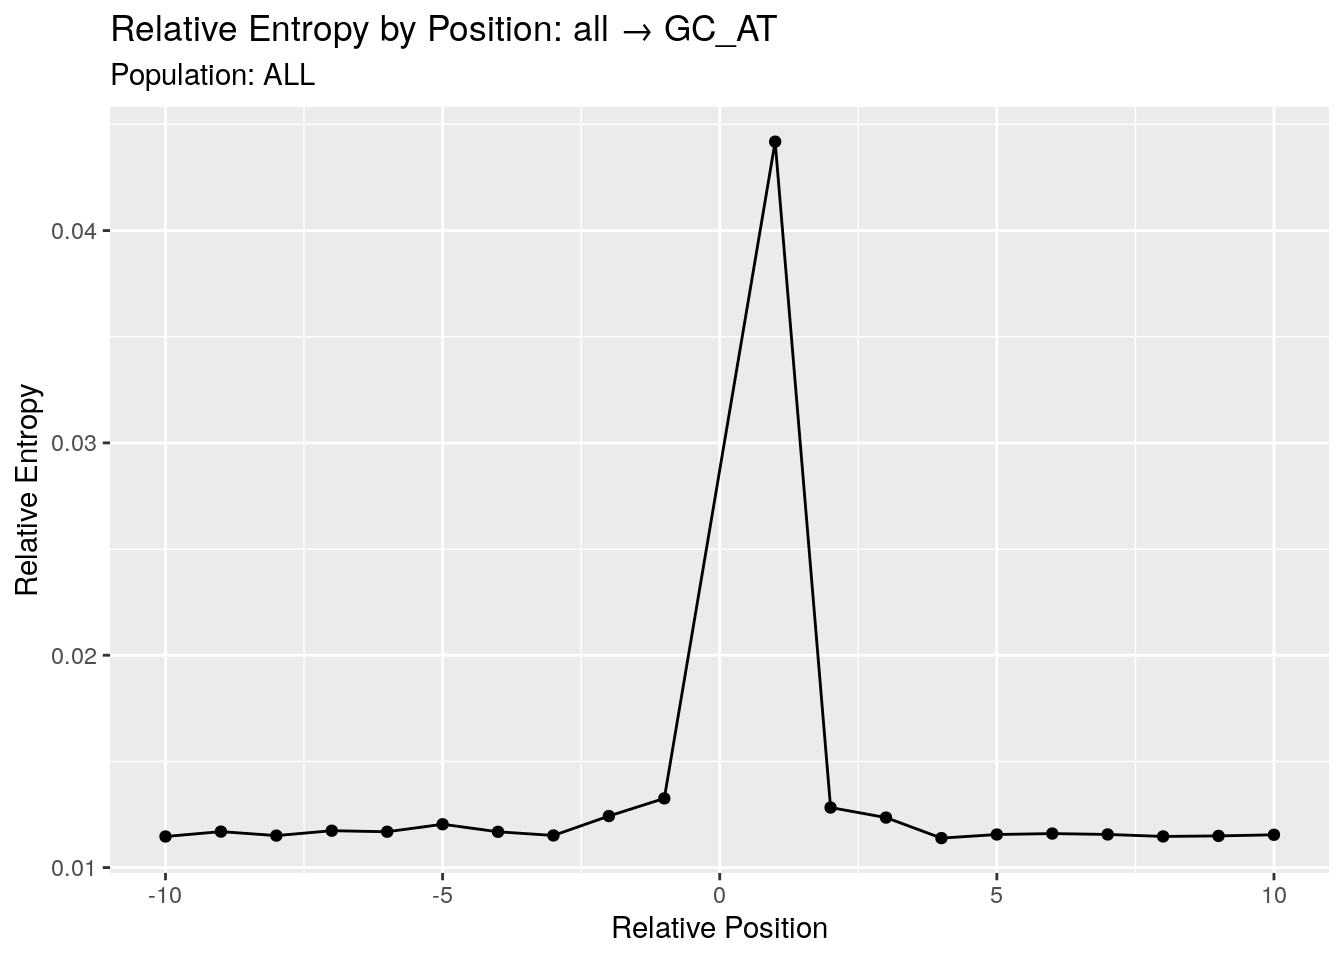 Relative Entropy by Position: all → GC_AT
Population: ALL
Relative Entropy
0.04
0.03
0.02
0.01
-10 -5 0 5 10
Relative Position